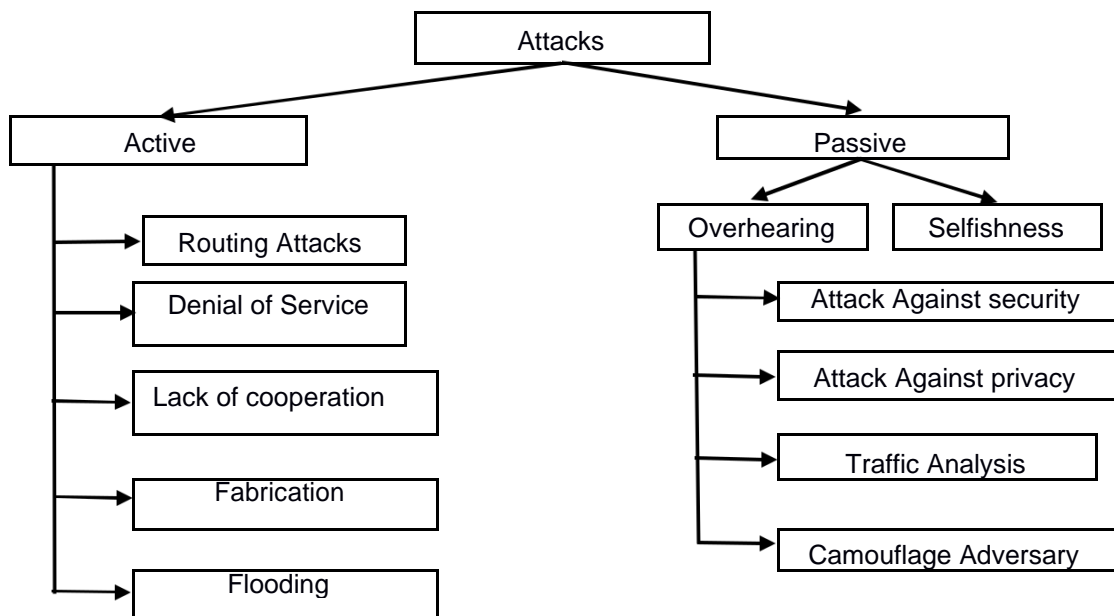 Attacks
Active
Passive
Overhearing
Selfishness
Routing Attacks
Denial of Service
Lack of cooperation
Fabrication
Flooding
Attack Against security
Attack Against privacy
Traffic Analysis
Camouflage Adversary